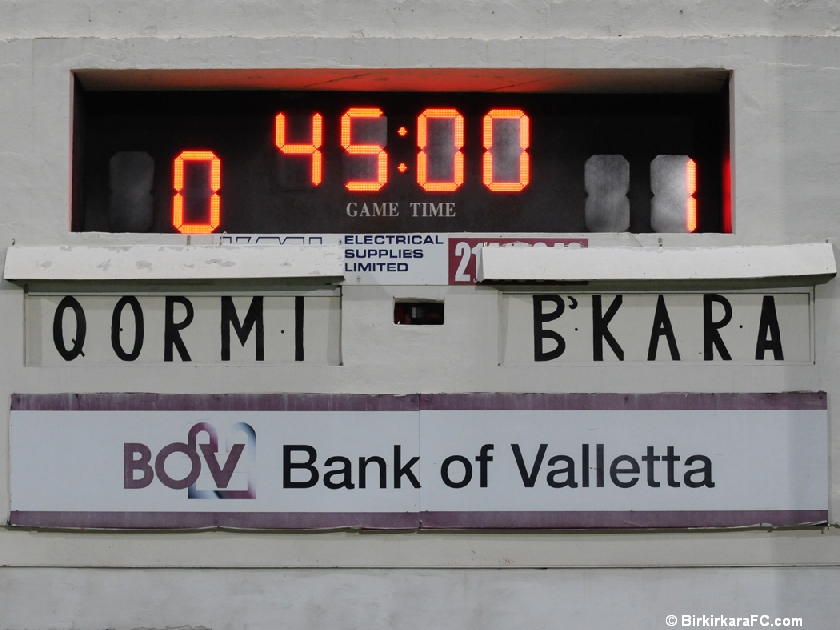 0 45:00 1
GAME TIME
ELECTRICAL
SUPPLIES
LIMITED
QORMI
B'KARA
BOV Bank of Valletta
© BirkirkaraFC.com